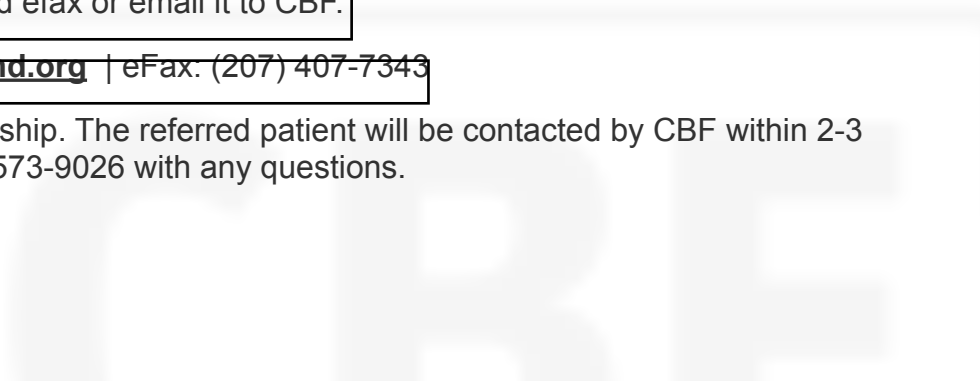 d efax or email it to CBF.
nd.org | eFax: (207) 407-7343
ship. The referred patient will be contacted by CBF within 2-3
573-9026 with any questions.
CBF